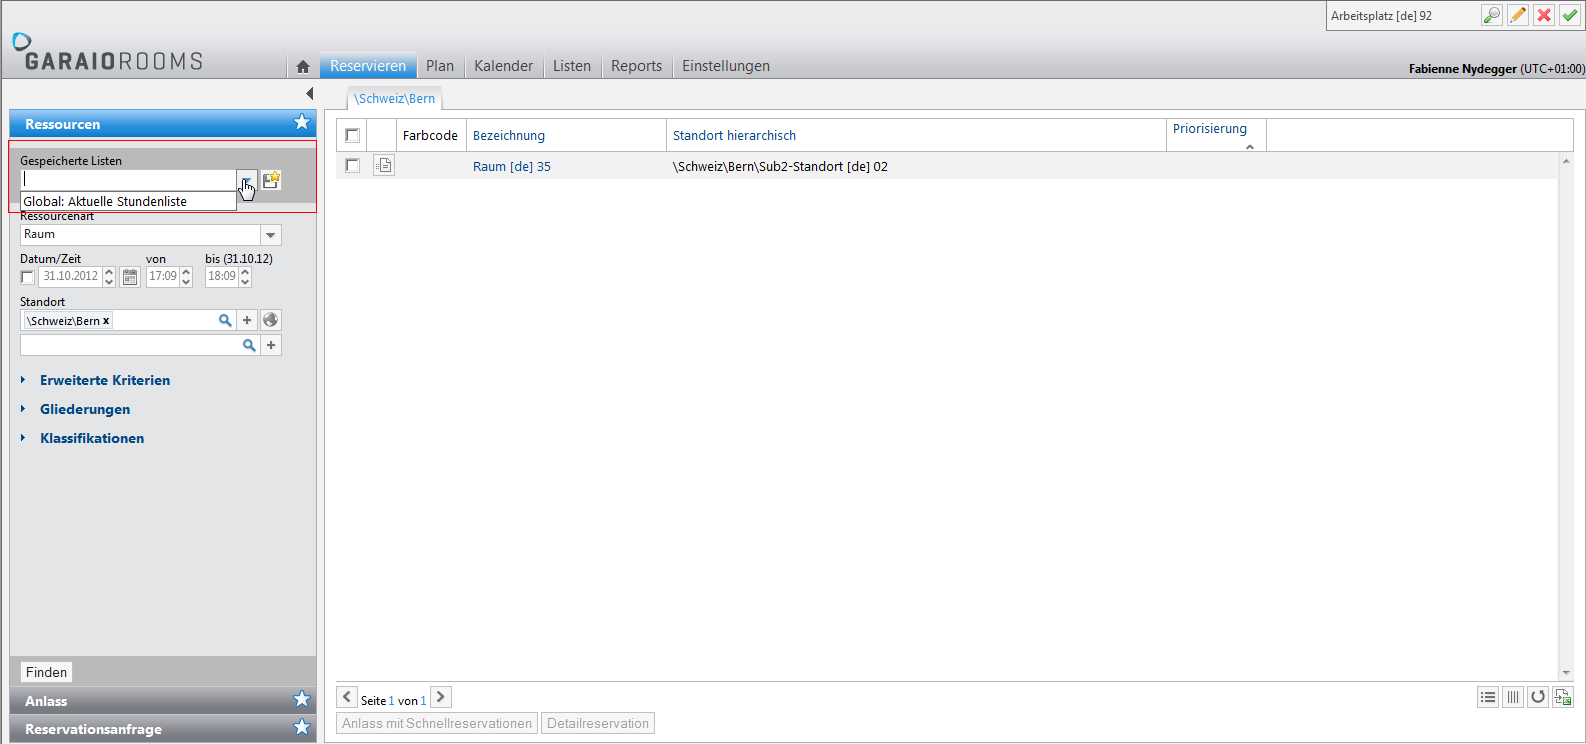 Arbeitsplatz [de] 92
GARAIOROOMS
Reservieren Plan Kalender Listen Reports Einstellungen
Fabienne Nydegger (UTC+01:00)
\Schweiz\Bern
Ressourcen
Farbcode Bezeichnung Standort hierarchisch Priorisierung
Gespeicherte Listen
Raum [de] 35 \Schweiz\Bern\Sub2-Standort [de] 02
Global: Aktuelle Stundenliste
Ressourcenart
Raum
Datum/Zeit von bis (31.10.12)
31.10.2012 17:09 18:09
Standort
\Schweiz\Bern x
Erweiterte Kriterien
Gliederungen
Klassifikationen
Finden
Anlass
Seite 1 von 1
Reservationsanfrage
Anlass mit Schnellreservationen Detailreservation